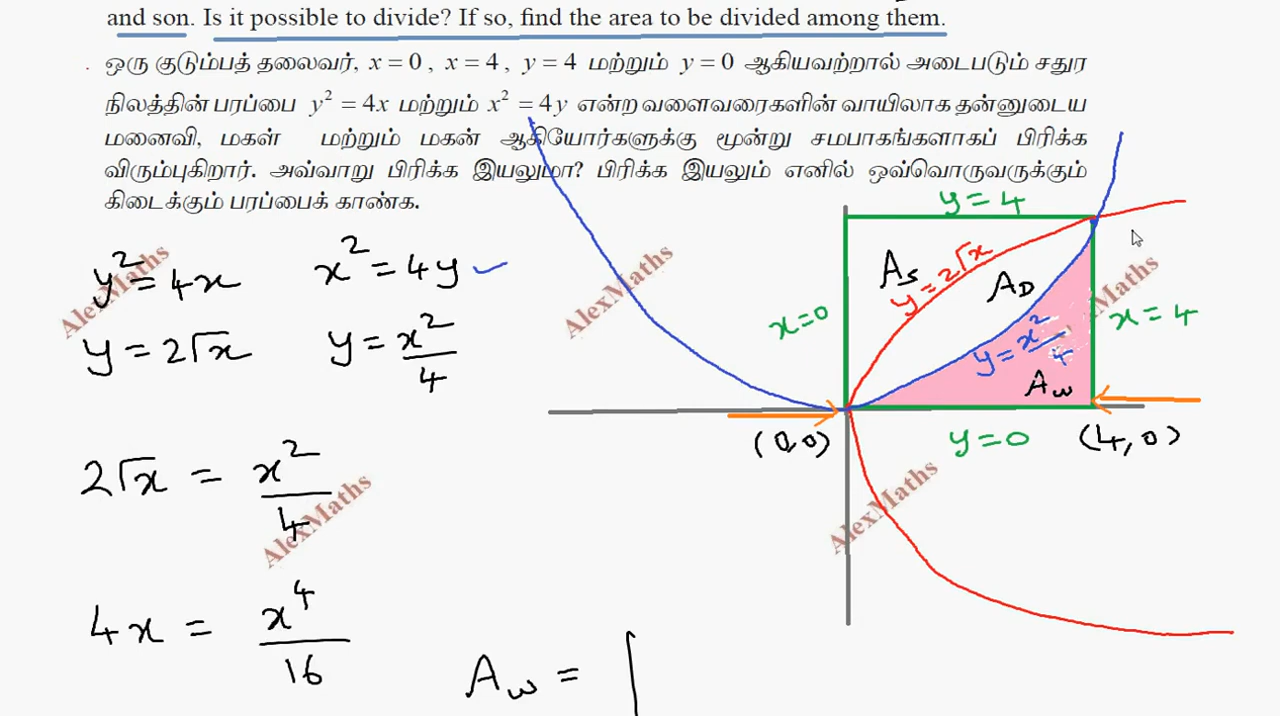 and son. Is it possible to divide? If so, find the area to be divided among them.
. ஒரு குடும்பத் தலைவர், x = 0 , x = 4 , y = 4 மற்றும் y = 0 ஆகியவற்றால் அடைபடும் சதுர
நிலத்தின் பரப்பை y² = 4x மற்றும் x² = 4y என்ற வளைவரைகளின் வாயிலாக தன்னுடைய
மனைவி, மகள் மற்றும் மகன் ஆகியோர்களுக்கு மூன்று சமபாகங்களாகப் பிரிக்க
விரும்புகிறார். அவ்வாறு பிரிக்க இயலுமா? பிரிக்க இயலும் எனில் ஒவ்வொருவருக்கும்
கிடைக்கும் பரப்பைக் காண்க.
y = 4
y² = 4x
x² = 4y ✓
A_S
y = 2√x
A_D
x = 0
x = 4
y = 2√x
y = x²/4
y = x²/4
A_w
(0,0)
y = 0
(4,0)
2√x = x²/4
4x = x⁴/16
A_w = ∫
AlexMaths
AlexMaths
AlexMaths
AlexMaths
AlexMaths